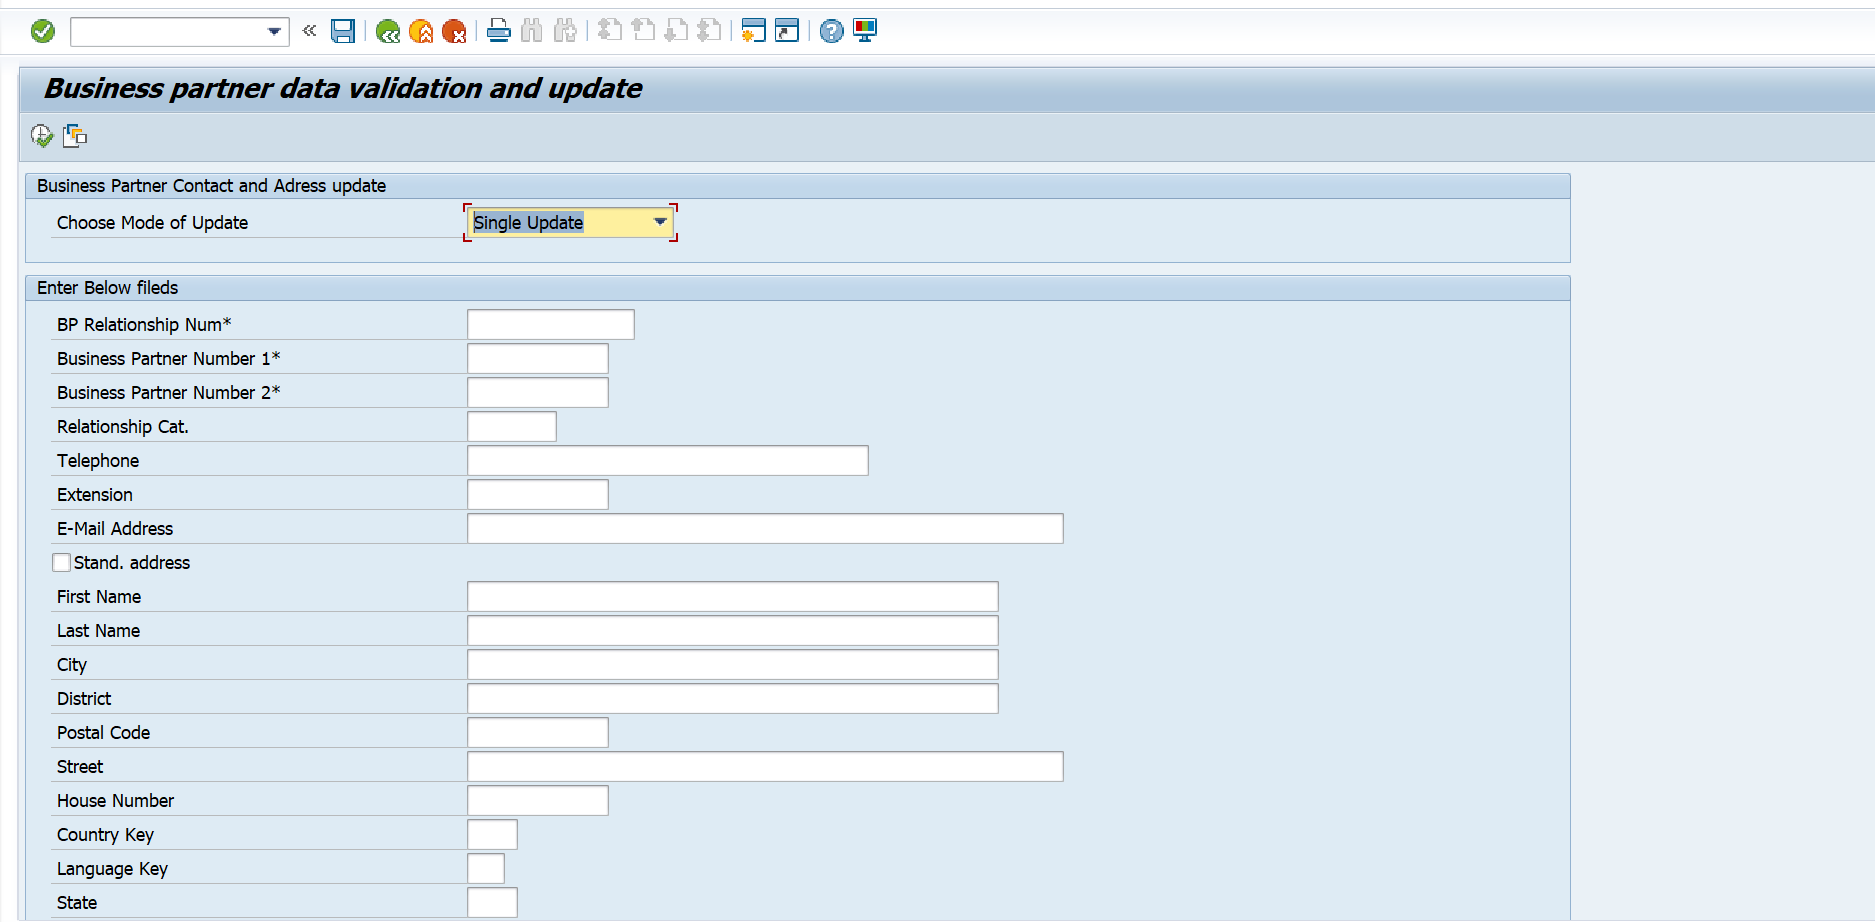 Business partner data validation and update
Business Partner Contact and Adress update
Choose Mode of Update
Single Update
Enter Below fileds
BP Relationship Num*
Business Partner Number 1*
Business Partner Number 2*
Relationship Cat.
Telephone
Extension
E-Mail Address
Stand. address
First Name
Last Name
City
District
Postal Code
Street
House Number
Country Key
Language Key
State